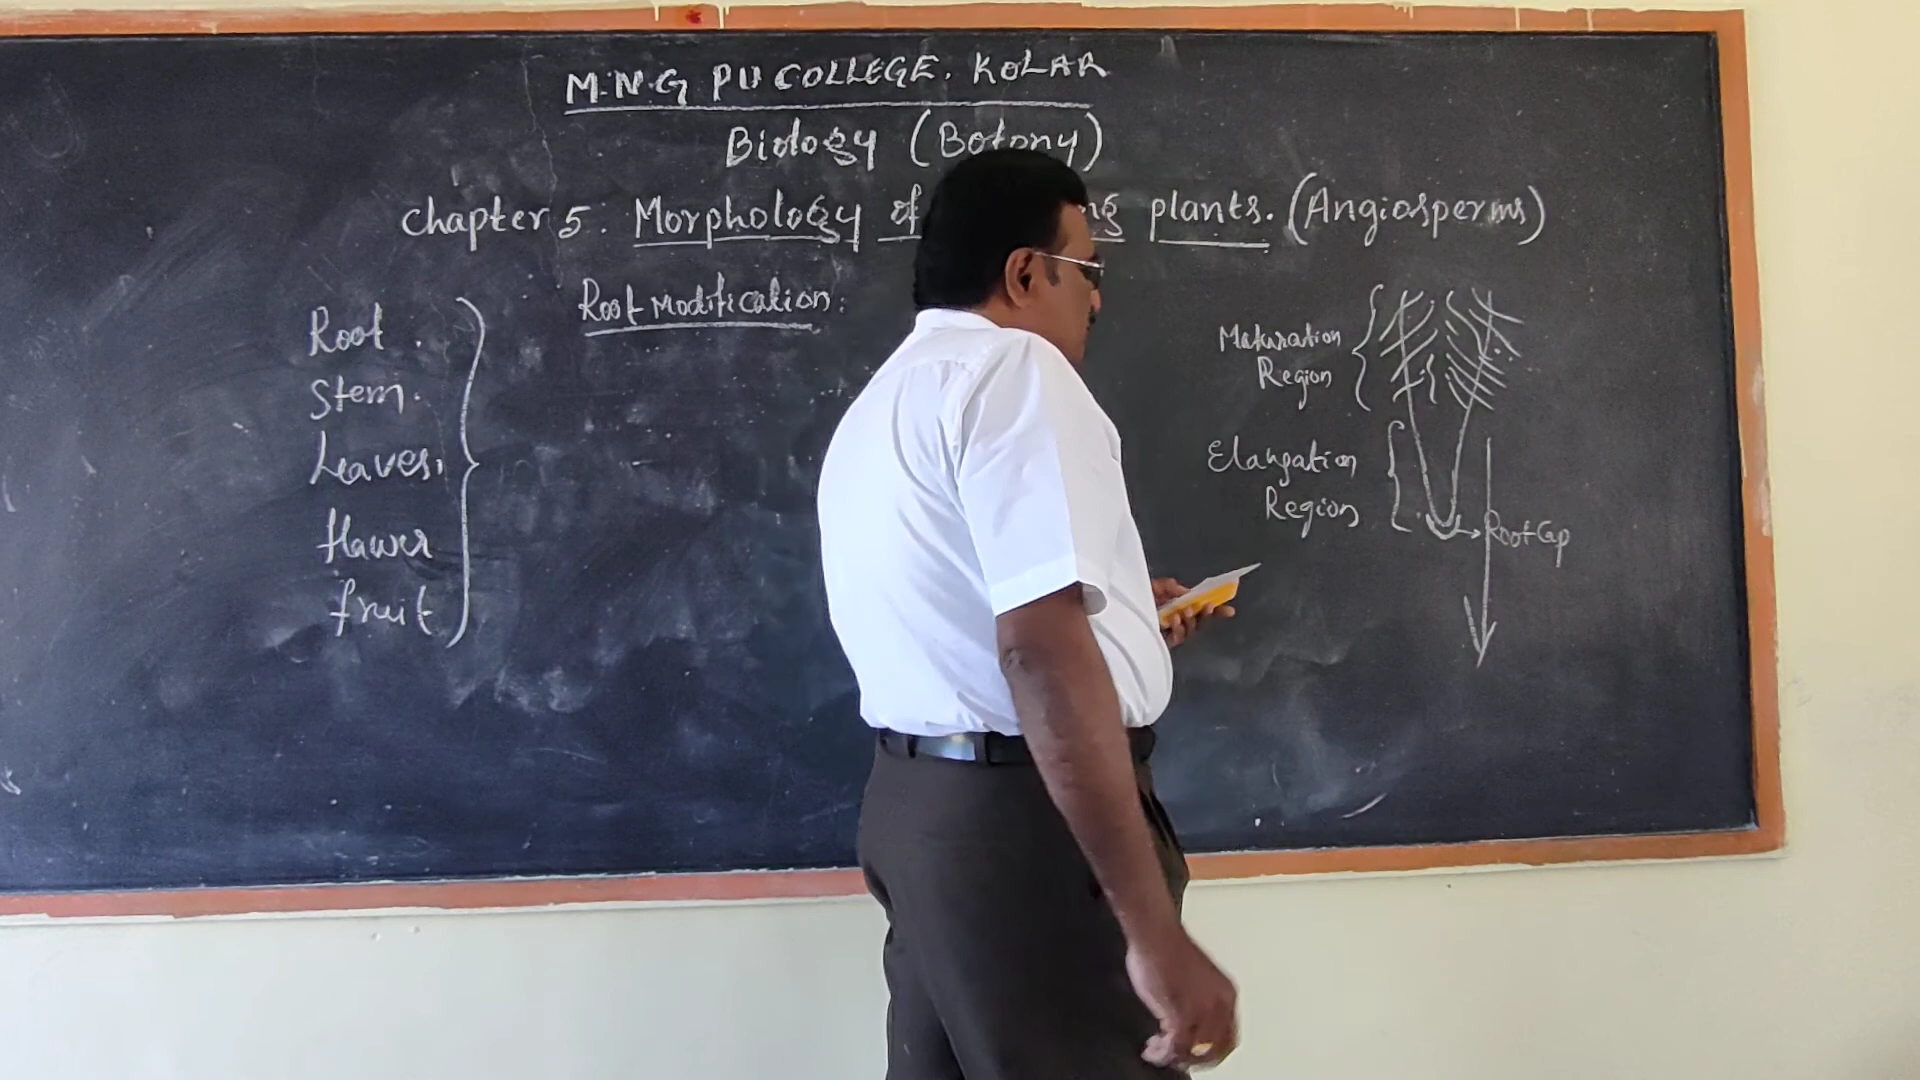 M.N.G PU COLLEGE. KOLAR
Biology (Botony)
Chapter 5: Morphology of ng plants. (Angiosperms)
Root Modification:
Root
Stem.
Leaves,
flower
fruit
Maturation
Region
Elangation
Region
Root Cap